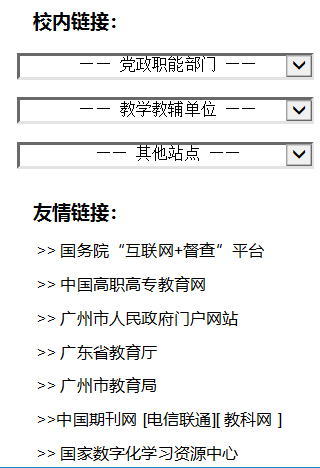 校内链接：
—— 党政职能部门 ——
—— 教学教辅单位 ——
—— 其他站点 ——
友情链接：
>> 国务院“互联网+督查”平台
>> 中国高职高专教育网
>> 广州市人民政府门户网站
>> 广东省教育厅
>> 广州市教育局
>>中国期刊网 [电信联通][ 教科网 ]
>> 国家数字化学习资源中心